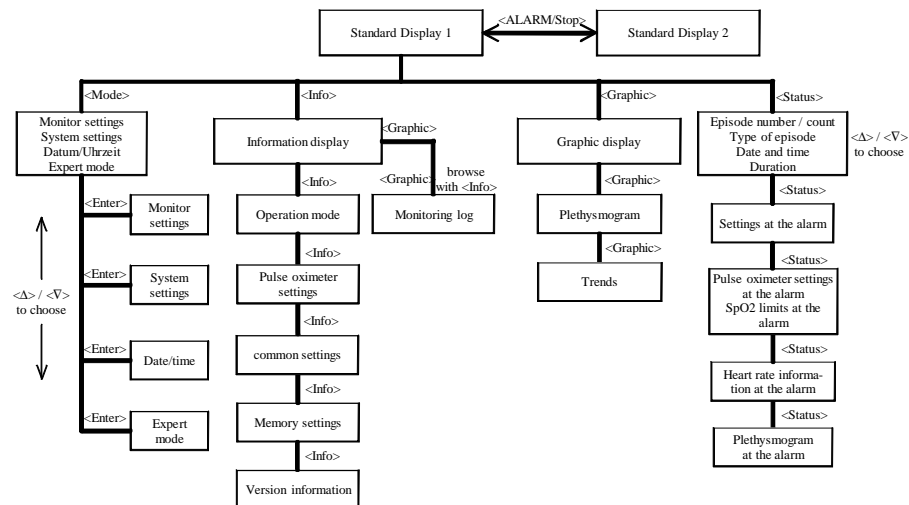 <ALARM/Stop>
Standard Display 1
Standard Display 2
<Mode>
<Info>
<Graphic>
<Status>
Monitor settings
System settings
Datum/Uhrzeit
Expert mode
Information display
<Graphic>
Graphic display
Episode number / count
Type of episode
Date and time
Duration
<Δ> / <∇>
to choose
<Enter>
Monitor
settings
<Info>
<Graphic>
browse
with <Info>
<Graphic>
<Status>
Operation mode
Monitoring log
Plethysmogram
Settings at the alarm
<Δ> / <∇>
to choose
<Enter>
System
settings
<Info>
Pulse oximeter
settings
<Graphic>
Trends
<Status>
Pulse oximeter settings
at the alarm
SpO2 limits at the
alarm
<Enter>
Date/time
<Info>
common settings
<Status>
Heart rate informa-
tion at the alarm
<Enter>
Expert
mode
<Info>
Memory settings
<Status>
Plethysmogram
at the alarm
<Info>
Version information